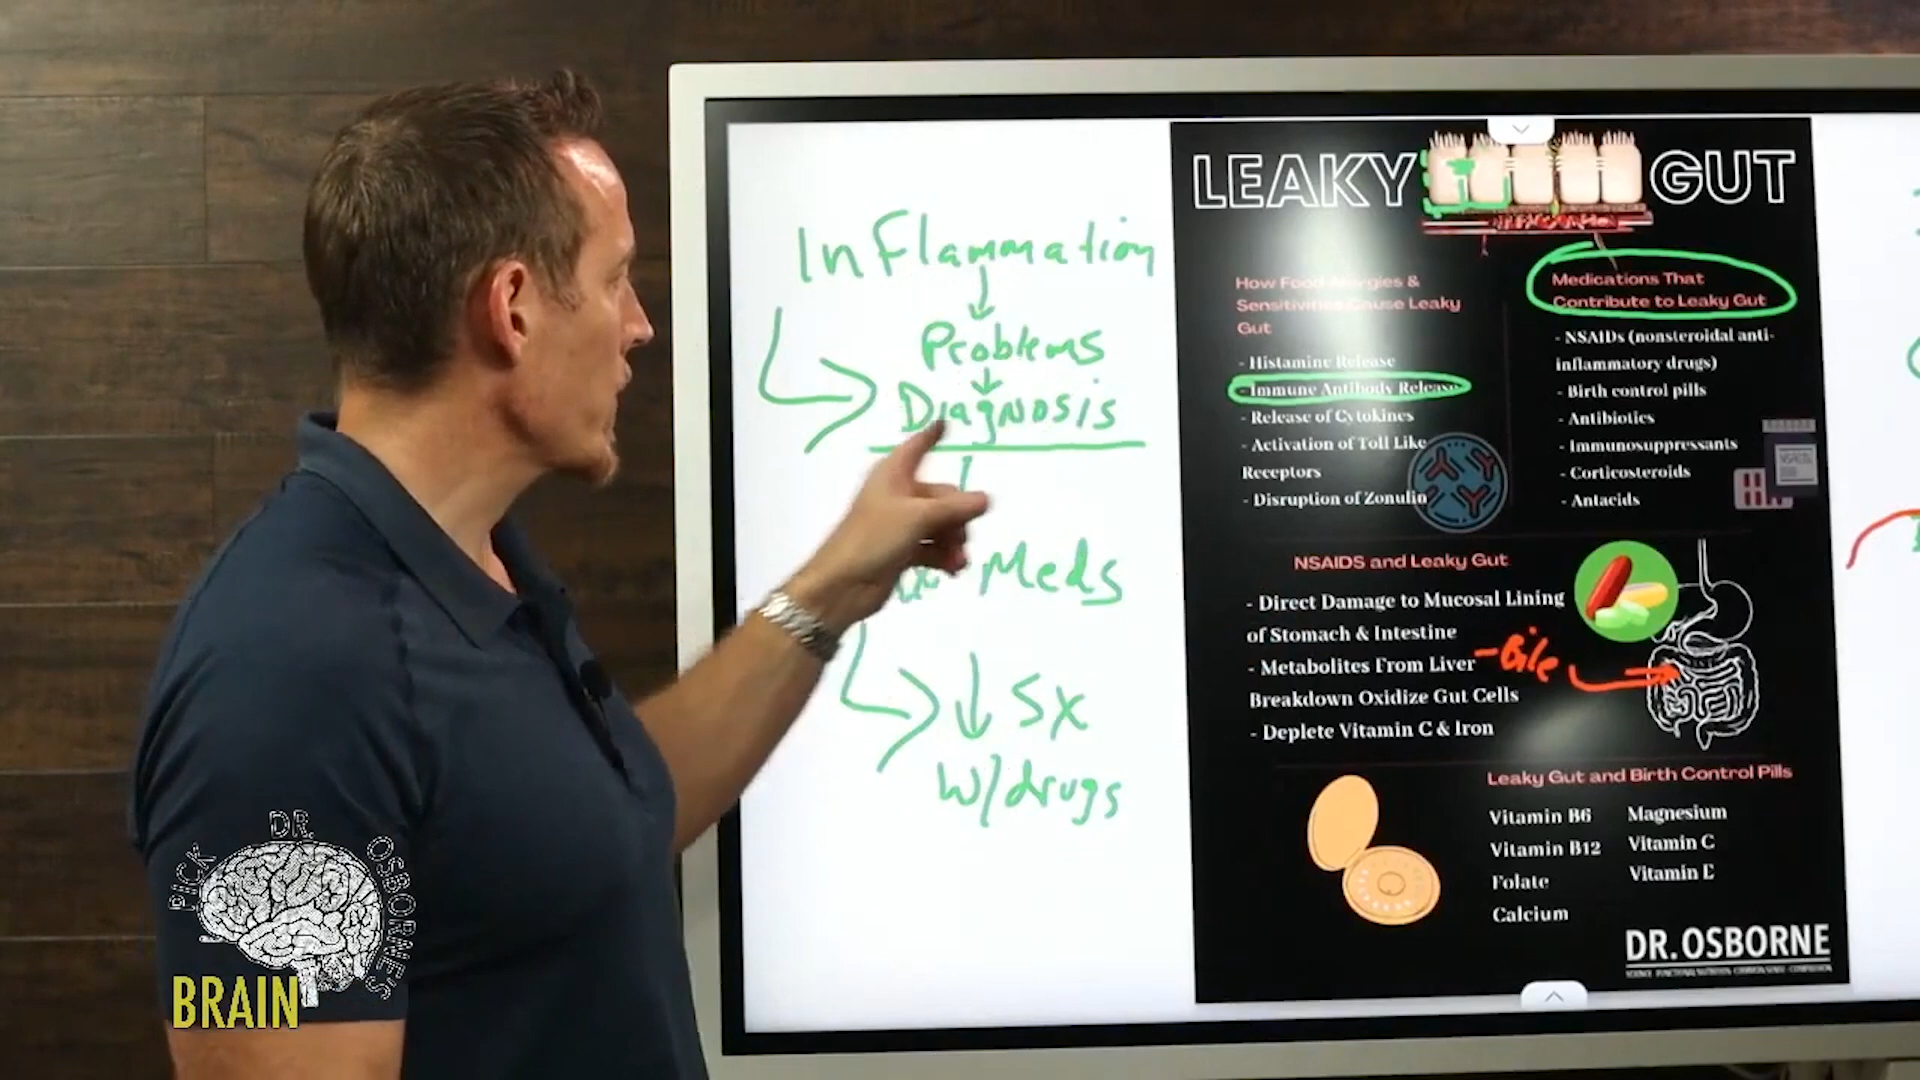 LEAKY GUT
InFlammation
Problems
Diagnosis
Meds
↓ Sx
w/drugs
How Food Allergies &
Sensitivities Cause Leaky
Gut
- Histamine Release
- Immune Antibody Release
- Release of Cytokines
- Activation of Toll Like
Receptors
- Disruption of Zonulin
Medications That
Contribute to Leaky Gut
- NSAIDs (nonsteroidal anti-
inflammatory drugs)
- Birth control pills
- Antibiotics
- Immunosuppressants
- Corticosteroids
- Antacids
NSAIDS and Leaky Gut
- Direct Damage to Mucosal Lining
of Stomach & Intestine
- Metabolites From Liver - Bile
Breakdown Oxidize Gut Cells
- Deplete Vitamin C & Iron
Leaky Gut and Birth Control Pills
Vitamin B6
Vitamin B12
Folate
Calcium
Magnesium
Vitamin C
Vitamin E
DR. OSBORNE
PICK DR. OSBORNE'S
BRAIN